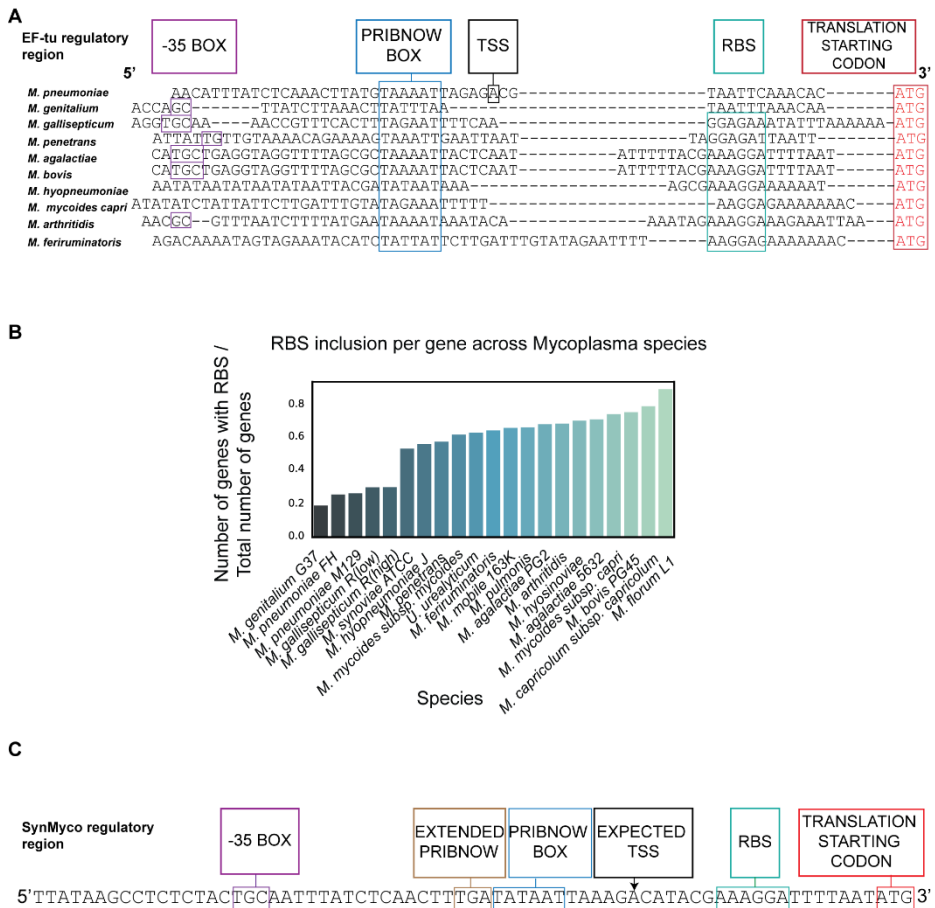 A
EF-tu regulatory region
-35 BOX
PRIBNOW BOX
TSS
RBS
TRANSLATION STARTING CODON
5’ 3’
M. pneumoniae AACATTTATCTCAAACTTATGTAAAATTAGAGACG--------------------TAATTCAAACAC-------ATG
M. genitalium ACCAGC------TTATCTTAAACTTATTTAA--------------------------TAATTTAAACAA-------ATG
M. gallisepticum AGGTGCAA----AACCGTTTCACTTTAGAATTTTCAA---------------------GGAGAAATATTTAAAAAA-ATG
M. penetrans ATTATTGTTGTAAAACAGAAAAGTAAATTGAATTAAT-----------------TAGGAGATTAATT-------ATG
M. agalactiae CATGCTGAGGTAGGTTTTAGCGCTAAAATTACTCAAT----------ATTTTTACGAAAGGATTTTTAAT-----ATG
M. bovis CATGCTGAGGTAGGTTTTAGCGCTAAAATTACTCAAT----------ATTTTTACGAAAGGATTTTAAT------ATG
M. hyopneumoniae AATATAATATAATATAATTACGATATAATAAA---------------------AGCGAAAGGAAAAAAT------ATG
M. mycoides capri ATATATCTATTATTCTTGATTTGTATAGAAATTTTT--------------------AAGGAGAAAAAAAC-----ATG
M. arthritidis AACGC--GTTTAATCTTTTATGAATAAAATAAATACA-------------AAATAGAAAGGAAAGAAATTAA---ATG
M. feriruminatoris AGACAAAATAGTAGAAATACATCTATTATTCTTGATTTGTATAGAATTTT------AAGGAGAAAAAAAC-----ATG
B
RBS inclusion per gene across Mycoplasma species
Number of genes with RBS /
Total number of genes
0.8
0.6
0.4
0.2
0.0
M. genitalium G37
M. pneumoniae FH
M. pneumoniae M129
M. gallisepticum R(low)
M. gallisepticum R(high)
M. synoviae ATCC
M. hyopneumoniae J
M. penetrans
M. mycoides subsp. mycoides
U. urealyticum
M. feriruminatoris
M. mobile 163K
M. pulmonis
M. agalactiae PG2
M. arthritidis
M. hyosinoviae
M. agalactiae 5632
M. mycoides subsp. capri
M. bovis PG45
M. capricolum subsp. capricolum
M. florum L1
Species
C
SynMyco regulatory region
-35 BOX
EXTENDED PRIBNOW
PRIBNOW BOX
EXPECTED TSS
RBS
TRANSLATION STARTING CODON
5’TTATAAGCCTCTCTACTGCAATTTATCTCAACTTTGATATAATTAAAGACATACGAAAGGATTTTAATATG3’